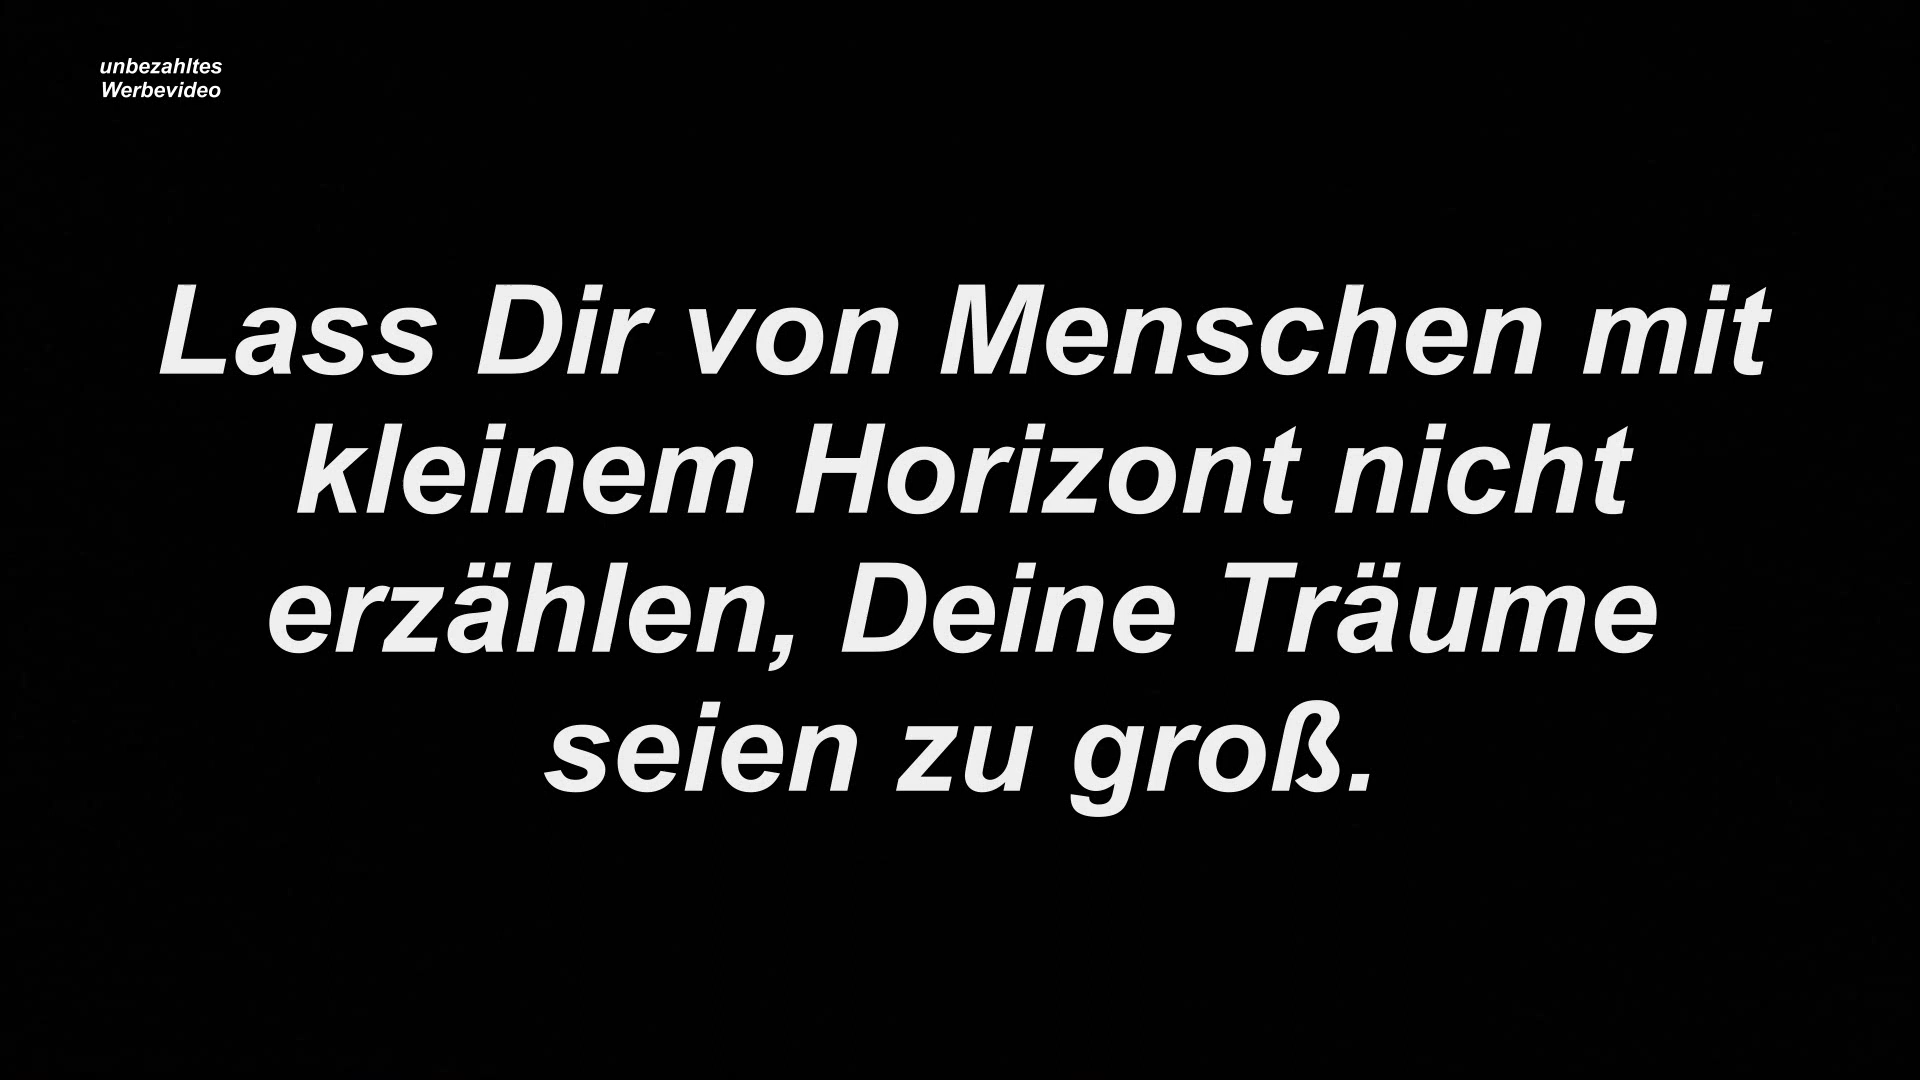 unbezahltes
Werbevideo
Lass Dir von Menschen mit
kleinem Horizont nicht
erzählen, Deine Träume
seien zu groß.